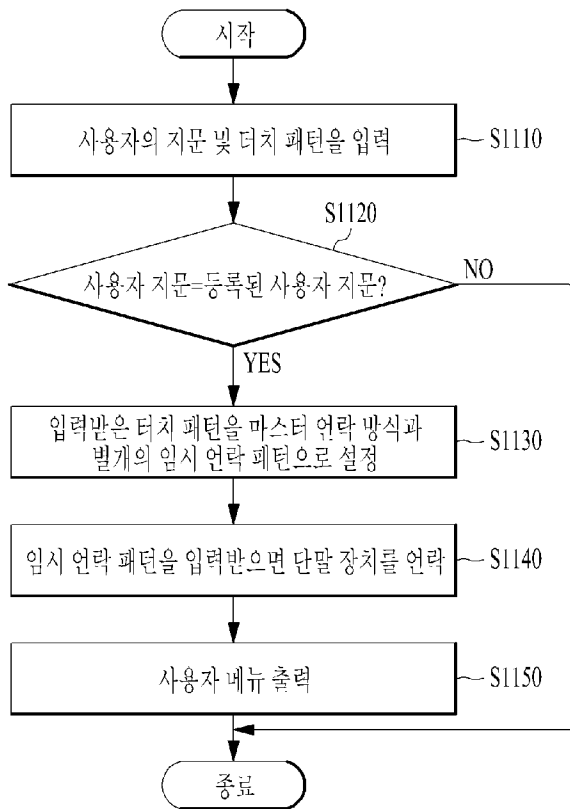 시작
사용자의 지문 및 터치 패턴을 입력
S1110
S1120
사용자 지문=등록된 사용자 지문?
NO
YES
입력받은 터치 패턴을 마스터 언락 방식과
별개의 임시 언락 패턴으로 설정
S1130
임시 언락 패턴을 입력받으면 단말 장치를 언락
S1140
사용자 메뉴 출력
S1150
종료